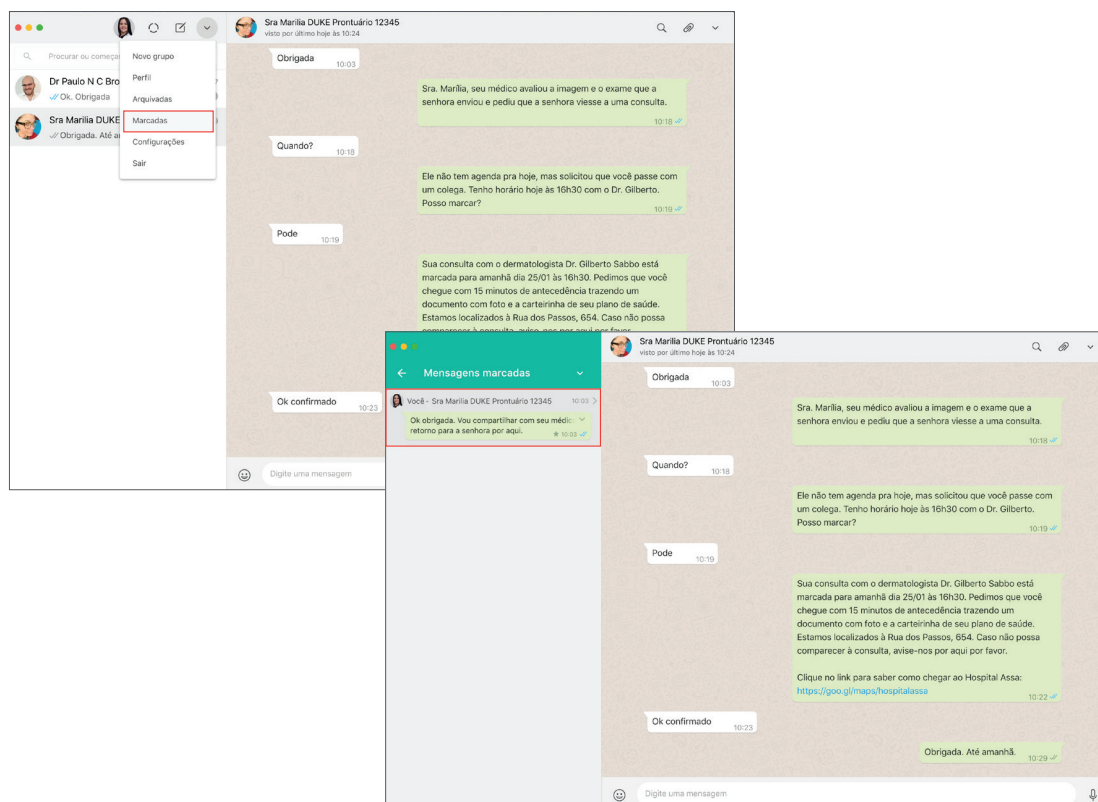 Sra Marilia DUKE Prontuário 12345
visto por último hoje às 10:24
Procurar ou começar
Dr Paulo N C Bro
Ok. Obrigada
Sra Marilia DUKE
Obrigada. Até a
Novo grupo
Perfil
Arquivadas
Marcadas
Configurações
Sair
Obrigada
10:03
Sra. Marília, seu médico avaliou a imagem e o exame que a
senhora enviou e pediu que a senhora viesse a uma consulta.
10:18
Quando?
10:18
Ele não tem agenda pra hoje, mas solicitou que você passe com
um colega. Tenho horário hoje às 16h30 com o Dr. Gilberto.
Posso marcar?
10:19
Pode
10:19
Sua consulta com o dermatologista Dr. Gilberto Sabbo está
marcada para amanhã dia 25/01 às 16h30. Pedimos que você
chegue com 15 minutos de antecedência trazendo um
documento com foto e a carteirinha de seu plano de saúde.
Estamos localizados à Rua dos Passos, 654. Caso não possa
comparecer à consulta, avise-nos por aqui por favor.
Ok confirmado
10:23
Digite uma mensagem
Mensagens marcadas
Você - Sra Marilia DUKE Prontuário 12345
10:03
Ok obrigada. Vou compartilhar com seu médic
retorno para a senhora por aqui.
10:03
Sra Marilia DUKE Prontuário 12345
visto por último hoje às 10:24
Obrigada
10:03
Sra. Marília, seu médico avaliou a imagem e o exame que a
senhora enviou e pediu que a senhora viesse a uma consulta.
10:18
Quando?
10:18
Ele não tem agenda pra hoje, mas solicitou que você passe com
um colega. Tenho horário hoje às 16h30 com o Dr. Gilberto.
Posso marcar?
10:19
Pode
10:19
Sua consulta com o dermatologista Dr. Gilberto Sabbo está
marcada para amanhã dia 25/01 às 16h30. Pedimos que você
chegue com 15 minutos de antecedência trazendo um
documento com foto e a carteirinha de seu plano de saúde.
Estamos localizados à Rua dos Passos, 654. Caso não possa
comparecer à consulta, avise-nos por aqui por favor.
Clique no link para saber como chegar ao Hospital Assa:
https://goo.gl/maps/hospitalassa
10:22
Ok confirmado
10:23
Obrigada. Até amanhã.
10:29
Digite uma mensagem